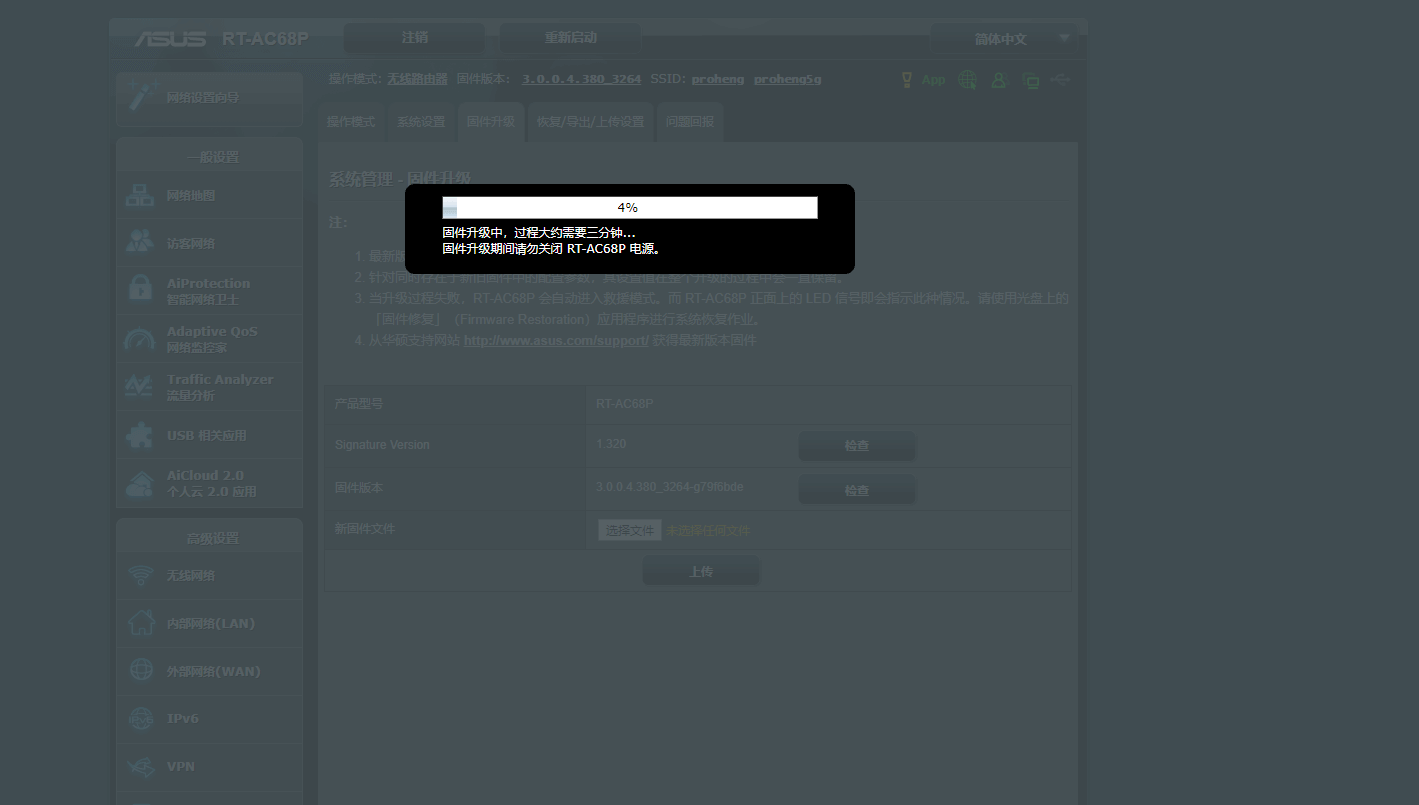 ASUS RT-AC68P 注销 重新启动 简体中文
操作模式: 无线路由器 固件版本: 3.0.0.4.380_3264 SSID: proheng proheng5g App
网络设置向导
操作模式 系统设置 固件升级 恢复/导出/上传设置 问题回报
一般设置
网络地图
访客网络
AiProtection
智能网络卫士
Adaptive QoS
网络监控家
Traffic Analyzer
流量分析
USB 相关应用
AiCloud 2.0
个人云 2.0 应用
高级设置
无线网络
内部网络(LAN)
外部网络(WAN)
IPv6
VPN
系统管理 - 固件升级
4%
固件升级中，过程大约需要三分钟...
固件升级期间请勿关闭 RT-AC68P 电源。
注:
1. 最新版
2. 针对同时存在于新旧固件中的配置参数，其设置值在整个升级的过程中会一直保留。
3. 当升级过程失败，RT-AC68P 会自动进入救援模式。而 RT-AC68P 正面上的 LED 信号即会指示此种情况。请使用光盘上的
「固件修复」（Firmware Restoration）应用程序进行系统恢复作业。
4. 从华硕支持网站 http://www.asus.com/support/ 获得最新版本固件
产品型号 RT-AC68P
Signature Version 1.320 检查
固件版本 3.0.0.4.380_3264-g79f6bde 检查
新固件文件 选择文件 未选择任何文件
上传